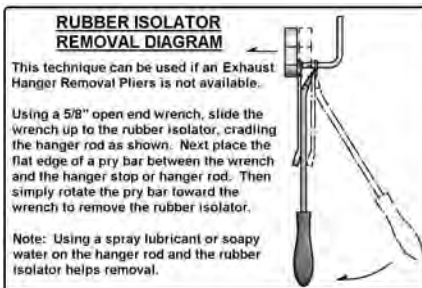 RUBBER ISOLATOR
REMOVAL DIAGRAM
This technique can be used if an Exhaust
Hanger Removal Pliers is not available.
Using a 5/8" open end wrench, slide the
wrench up to the rubber isolator, cradling
the hanger rod as shown. Next place the
flat edge of a pry bar between the wrench
and the hanger stop or hanger rod. Then
simply rotate the pry bar toward the
wrench to remove the rubber isolator.
Note: Using a spray lubricant or soapy
water on the hanger rod and the rubber
isolator helps removal.